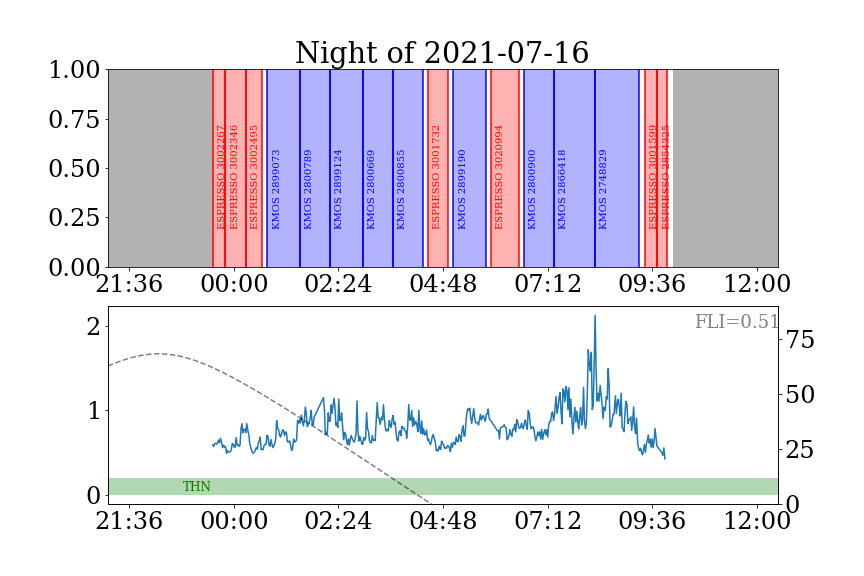 Night of 2021-07-16
1.00
0.75
0.50
0.25
0.00
ESPRESSO 3002267
ESPRESSO 3002346
ESPRESSO 3002495
KMOS 2899073
KMOS 2800789
KMOS 2899124
KMOS 2800669
KMOS 2800855
ESPRESSO 3001732
KMOS 2899190
ESPRESSO 3020994
KMOS 2800900
KMOS 2866418
KMOS 2748829
ESPRESSO 3001599
ESPRESSO 2854325
21:36 00:00 02:24 04:48 07:12 09:36 12:00
2
1
0
FLI=0.51
75
50
25
0
THN
21:36 00:00 02:24 04:48 07:12 09:36 12:00